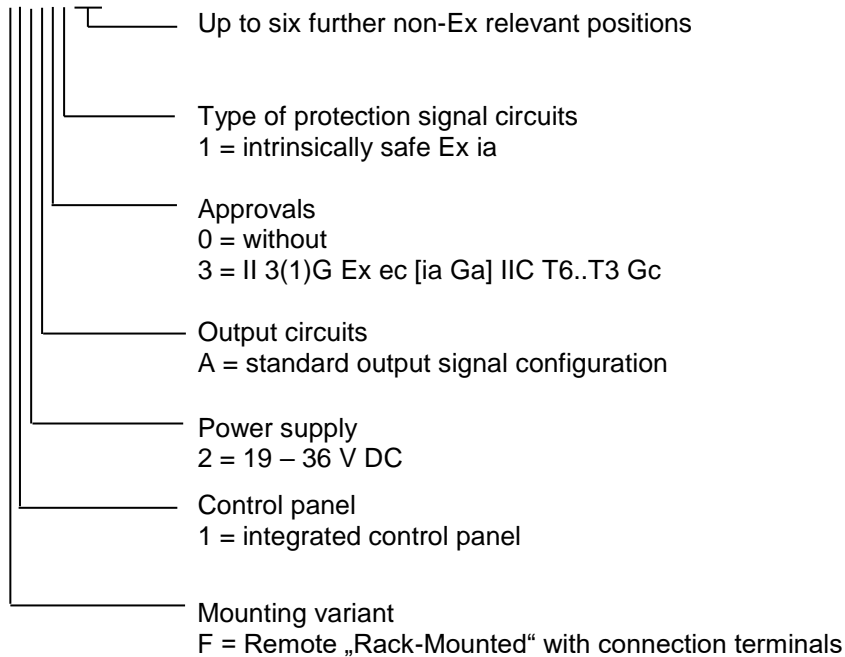 Up to six further non-Ex relevant positions
Type of protection signal circuits
1 = intrinsically safe Ex ia
Approvals
0 = without
3 = II 3(1)G Ex ec [ia Ga] IIC T6..T3 Gc
Output circuits
A = standard output signal configuration
Power supply
2 = 19 – 36 V DC
Control panel
1 = integrated control panel
Mounting variant
F = Remote „Rack-Mounted“ with connection terminals